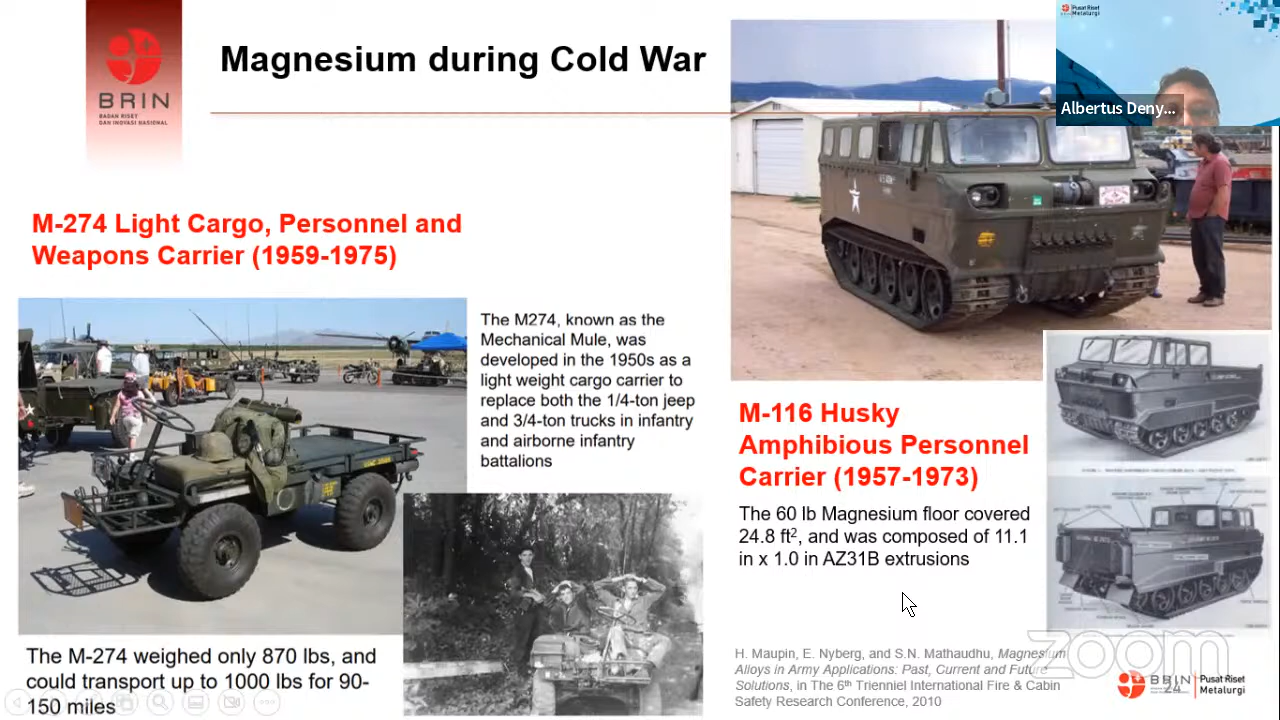 BRIN
BADAN RISET
DAN INOVASI NASIONAL
Magnesium during Cold War
Pusat Riset
Metalurgi
Albertus Deny...
M-274 Light Cargo, Personnel and
Weapons Carrier (1959-1975)
The M274, known as the
Mechanical Mule, was
developed in the 1950s as a
light weight cargo carrier to
replace both the 1/4-ton jeep
and 3/4-ton trucks in infantry
and airborne infantry
battalions
The M-274 weighed only 870 lbs, and
could transport up to 1000 lbs for 90-
150 miles
M-116 Husky
Amphibious Personnel
Carrier (1957-1973)
The 60 lb Magnesium floor covered
24.8 ft², and was composed of 11.1
in x 1.0 in AZ31B extrusions
H. Maupin, E. Nyberg, and S.N. Mathaudhu, Magnesium
Alloys in Army Applications: Past, Current and Future
Solutions, in The 6th Trienniel International Fire & Cabin
Safety Research Conference, 2010
zoom
BRIN
24
Pusat Riset
Metalurgi